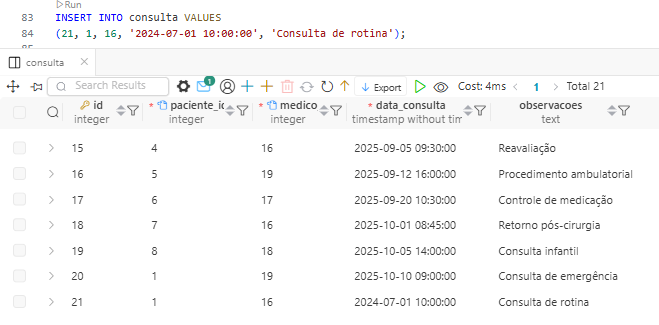 Run
83 INSERT INTO consulta VALUES
84 (21, 1, 16, '2024-07-01 10:00:00', 'Consulta de rotina');
85
consulta
Search Results 1 Export Cost: 4ms 1 Total 21
id * paciente_id * medico * data_consulta observacoes
integer integer integer timestamp without tim text
15 4 16 2025-09-05 09:30:00 Reavaliação
16 5 19 2025-09-12 16:00:00 Procedimento ambulatorial
17 6 17 2025-09-20 10:30:00 Controle de medicação
18 7 16 2025-10-01 08:45:00 Retorno pós-cirurgia
19 8 18 2025-10-05 14:00:00 Consulta infantil
20 1 19 2025-10-10 09:00:00 Consulta de emergência
21 1 16 2024-07-01 10:00:00 Consulta de rotina